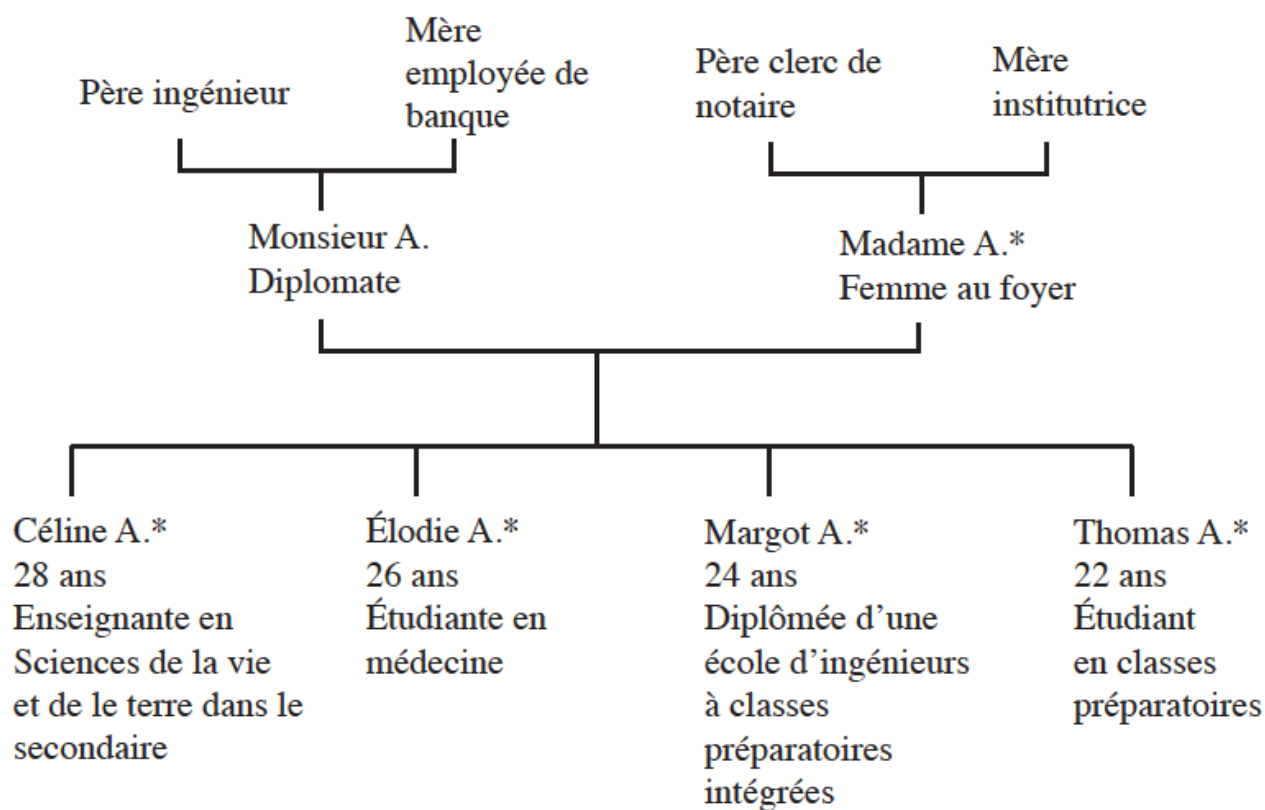 Père ingénieur
Mère
employée de
banque
Père clerc de
notaire
Mère
institutrice
Monsieur A.
Diplomate
Madame A.*
Femme au foyer
Céline A.*
28 ans
Enseignante en
Sciences de la vie
et de le terre dans le
secondaire
Élodie A.*
26 ans
Étudiante en
médecine
Margot A.*
24 ans
Diplômée d’une
école d’ingénieurs
à classes
préparatoires
intégrées
Thomas A.*
22 ans
Étudiant
en classes
préparatoires